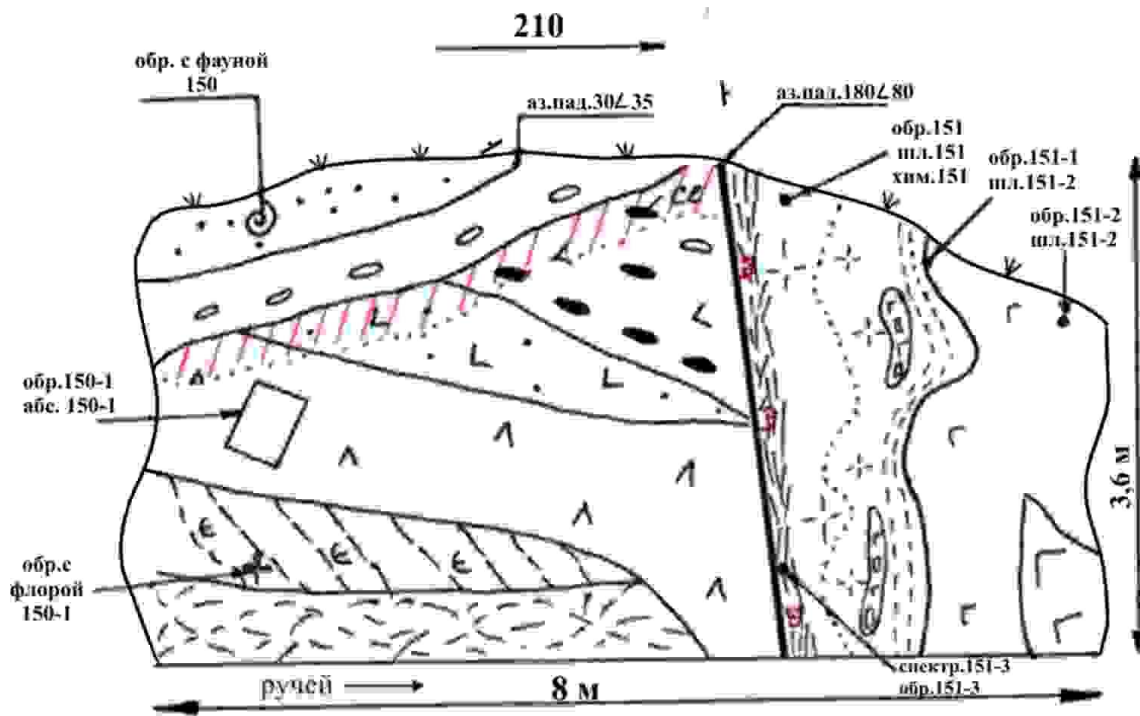 210
обр. с фауной
150
аз.пад.30∠35
аз.пад.180∠80
обр.151
шл.151
хим.151
обр.151-1
шл.151-2
обр.151-2
шл.151-2
обр.150-1
абс. 150-1
обр.с
флорой
150-1
3,6 м
спектр.151-3
обр.151-3
ручей
8 м